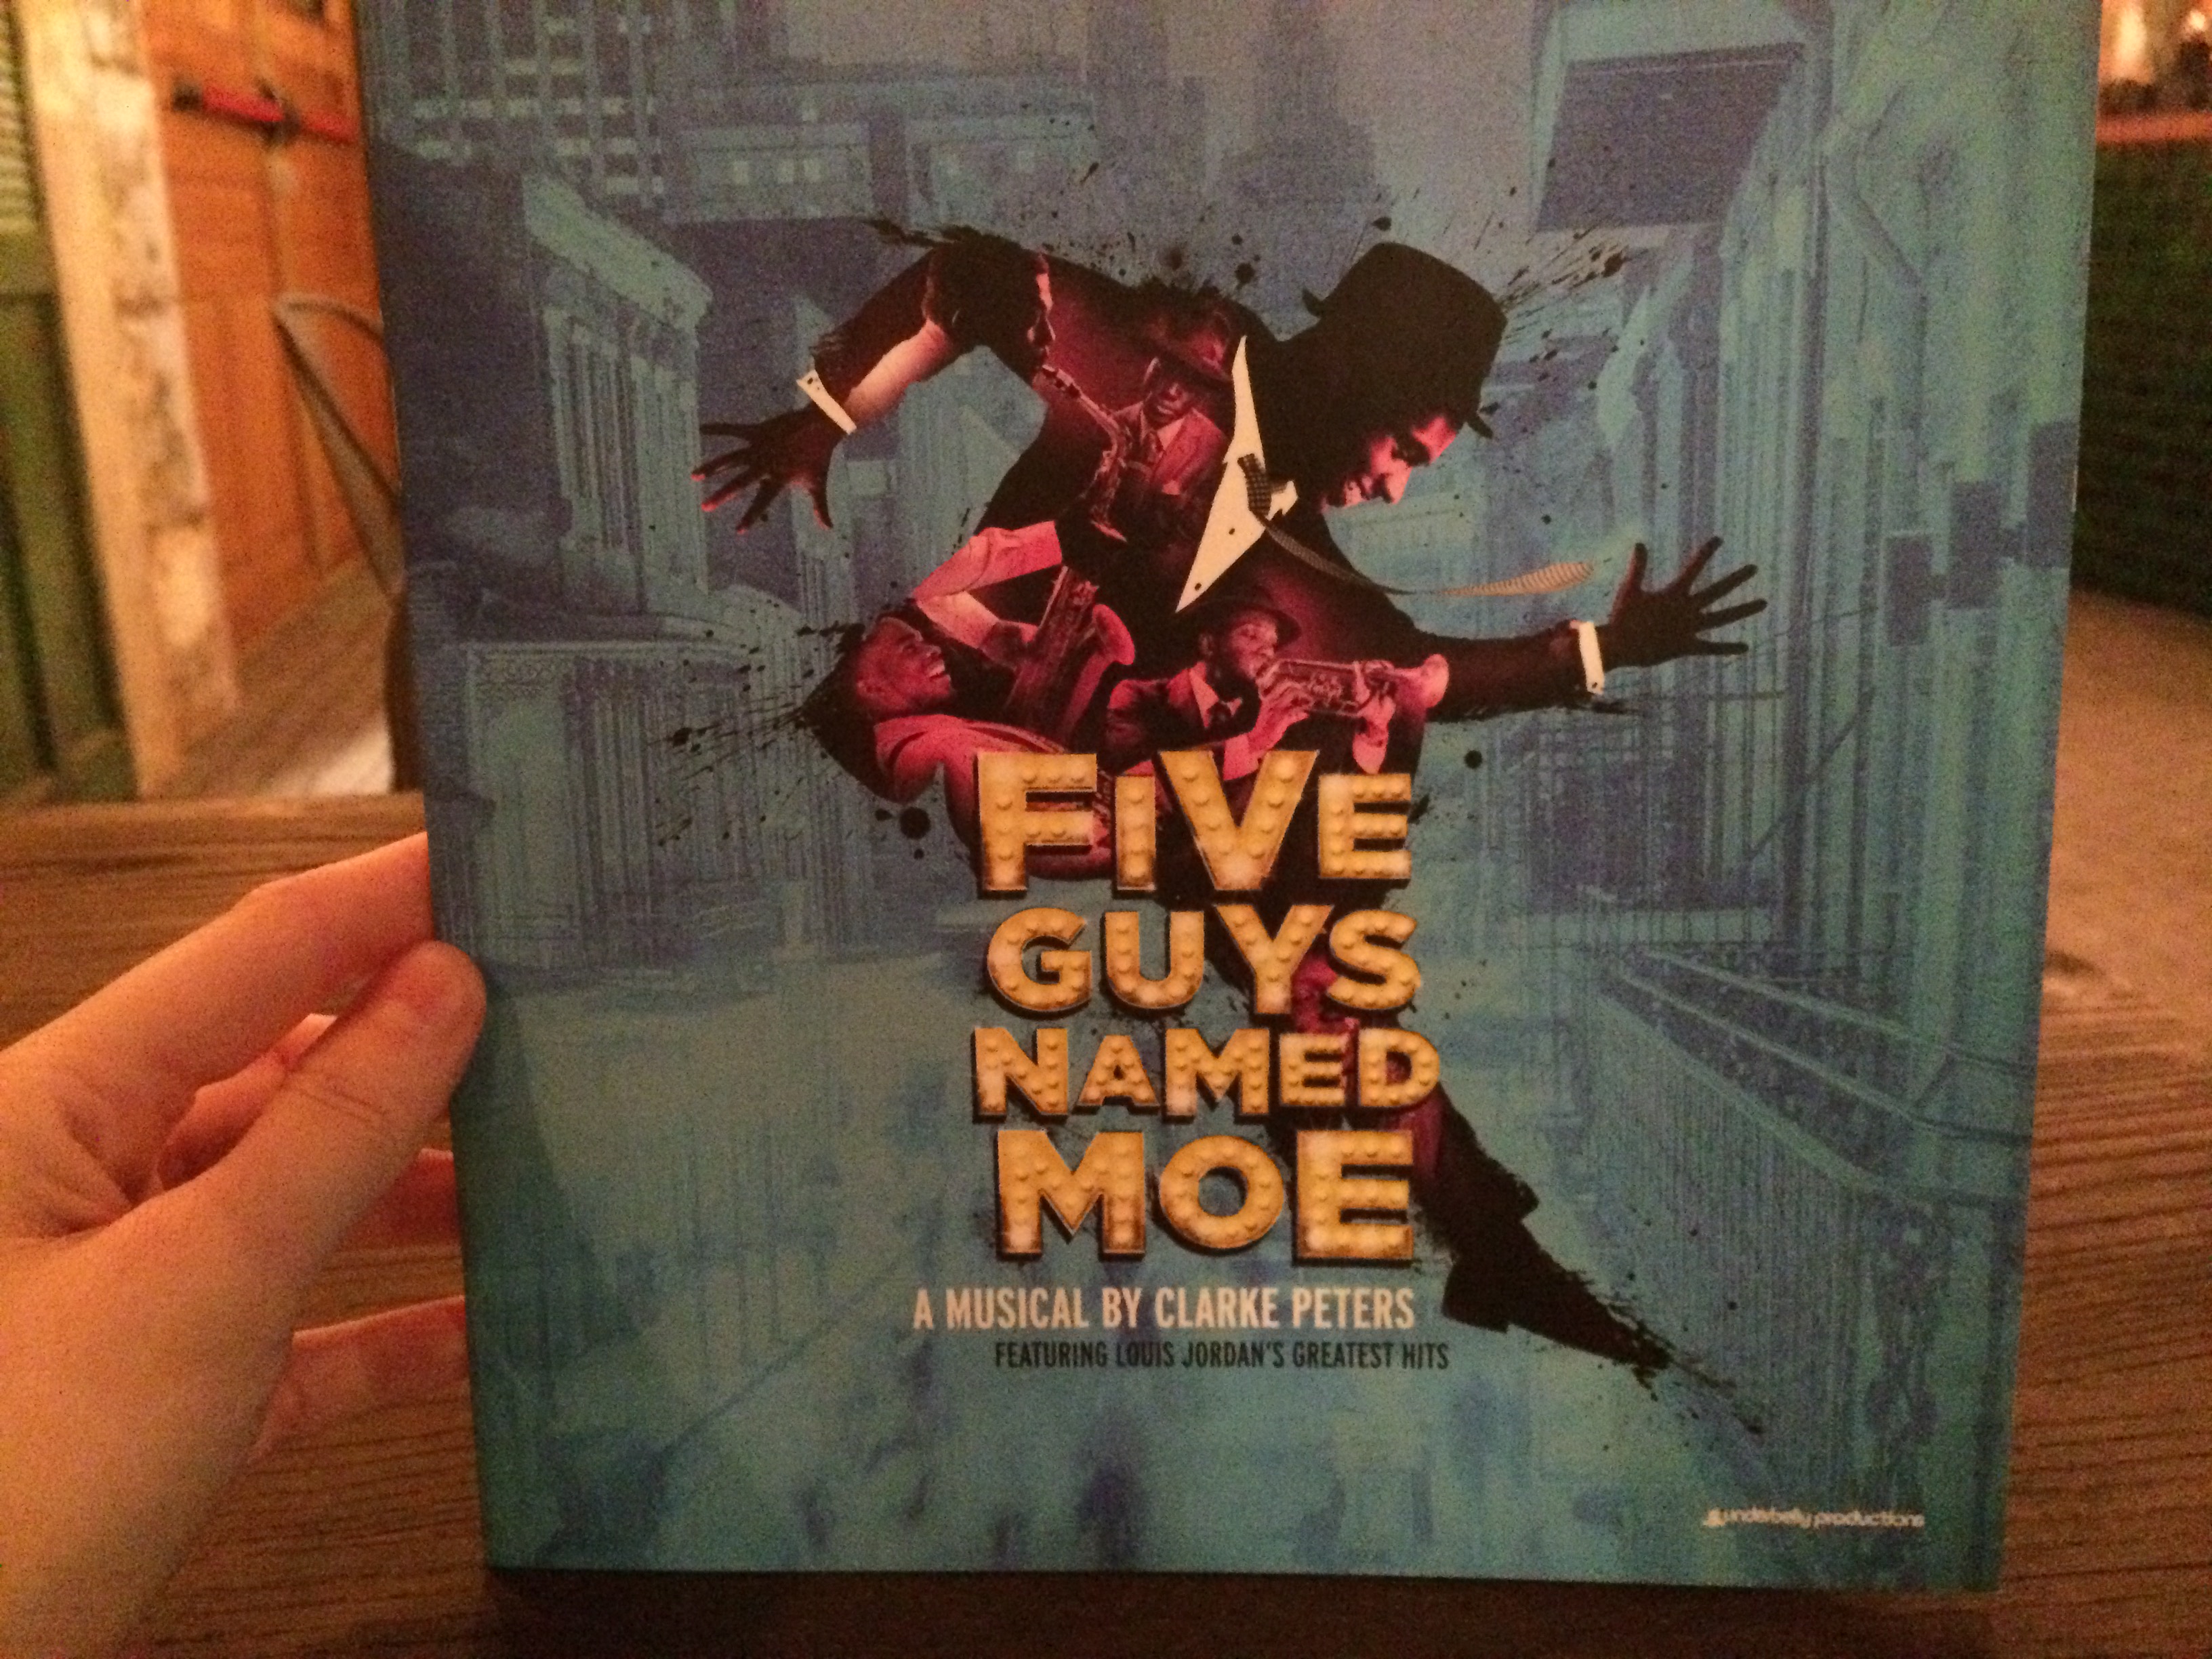 FiVE
GUYS
NAMED
MOE
A MUSICAL BY CLARKE PETERS
FEATURING LOUIS JORDAN'S GREATEST HITS
underbelly productions